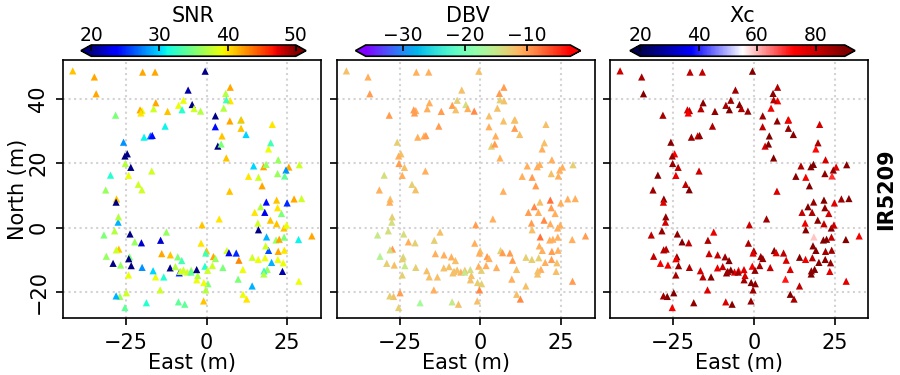 SNR DBV Xc
20 30 40 50 −30 −20 −10 20 40 60 80
North (m)
40
20
0
−20
IR5209
−25 0 25 −25 0 25 −25 0 25
East (m) East (m) East (m)